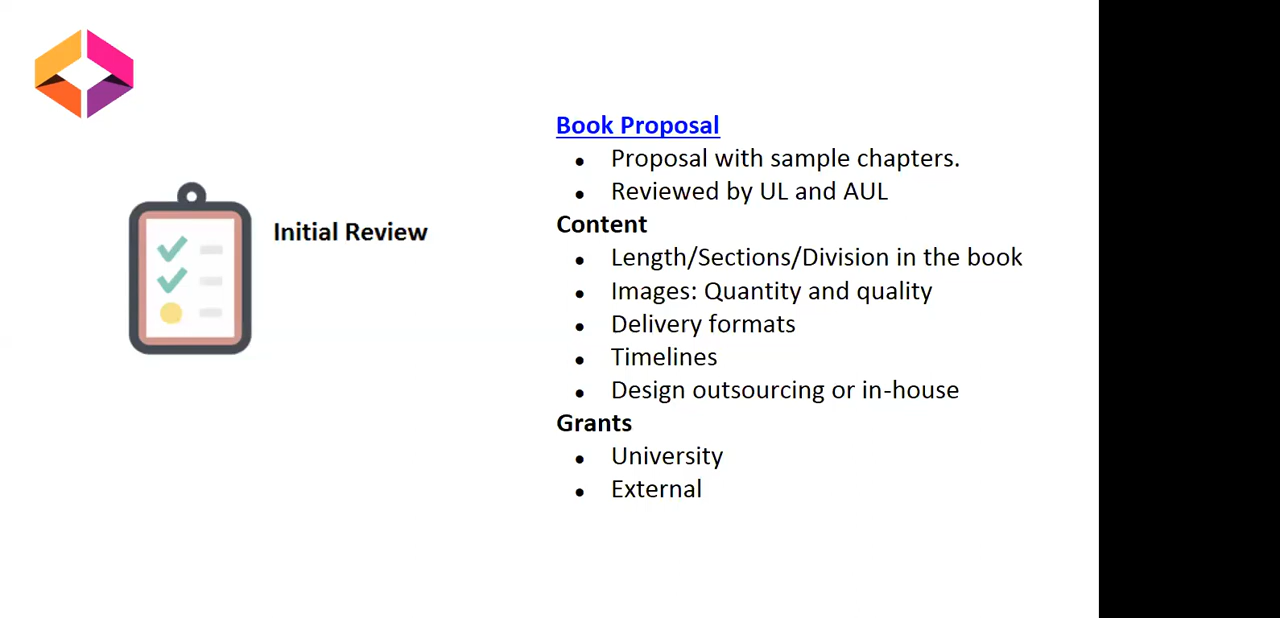 Initial Review
Book Proposal
● Proposal with sample chapters.
● Reviewed by UL and AUL
Content
● Length/Sections/Division in the book
● Images: Quantity and quality
● Delivery formats
● Timelines
● Design outsourcing or in-house
Grants
● University
● External